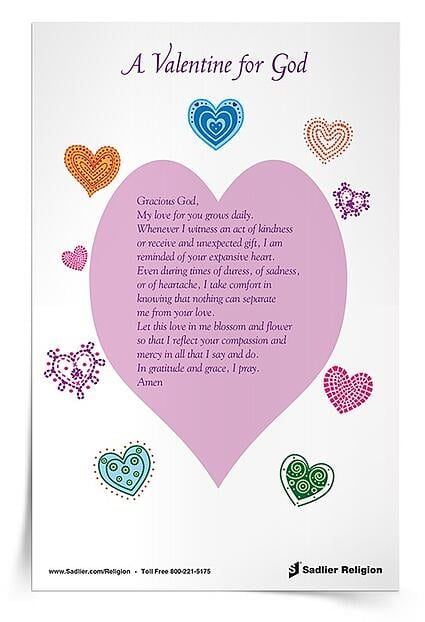 A Valentine for God
Gracious God,
My love for you grows daily.
Whenever I witness an act of kindness
or receive and unexpected gift, I am
reminded of your expansive heart.
Even during times of duress, of sadness,
or of heartache, I take comfort in
knowing that nothing can separate
me from your love.
Let this love in me blossom and flower
so that I reflect your compassion and
mercy in all that I say and do.
In gratitude and grace, I pray.
Amen
www.Sadlier.com/Religion • Toll Free 800-221-5175
Sadlier Religion